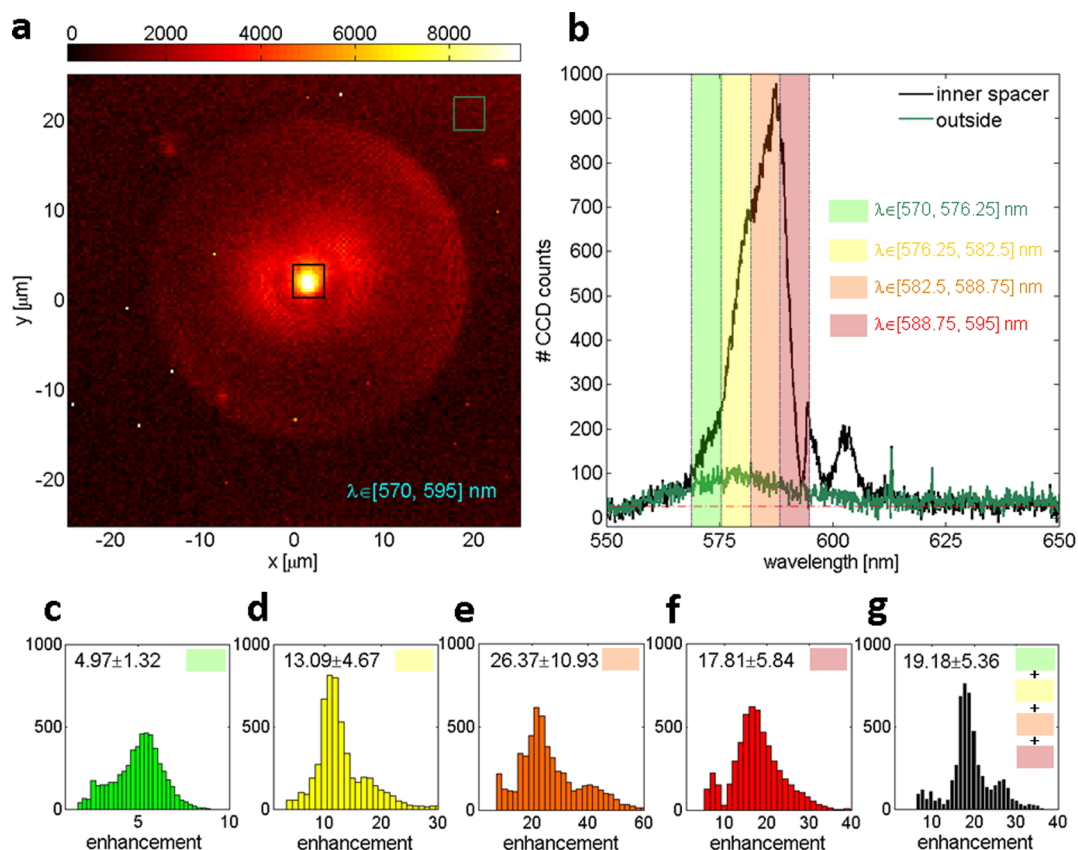 a
0 2000 4000 6000 8000
20
10
0
-10
-20
y [μm]
-20 -10 0 10 20
x [μm]
λ∈[570, 595] nm
b
1000
900
800
700
600
500
400
300
200
100
0
# CCD counts
inner spacer
outside
λ∈[570, 576.25] nm
λ∈[576.25, 582.5] nm
λ∈[582.5, 588.75] nm
λ∈[588.75, 595] nm
550 575 600 625 650
wavelength [nm]
c
1000
500
0
4.97±1.32
5 10
enhancement
d
1000
500
0
13.09±4.67
10 20 30
enhancement
e
1000
500
0
26.37±10.93
20 40 60
enhancement
f
1000
500
0
17.81±5.84
10 20 30 40
enhancement
g
1000
500
0
19.18±5.36
+
+
+
0 10 20 30 40
enhancement